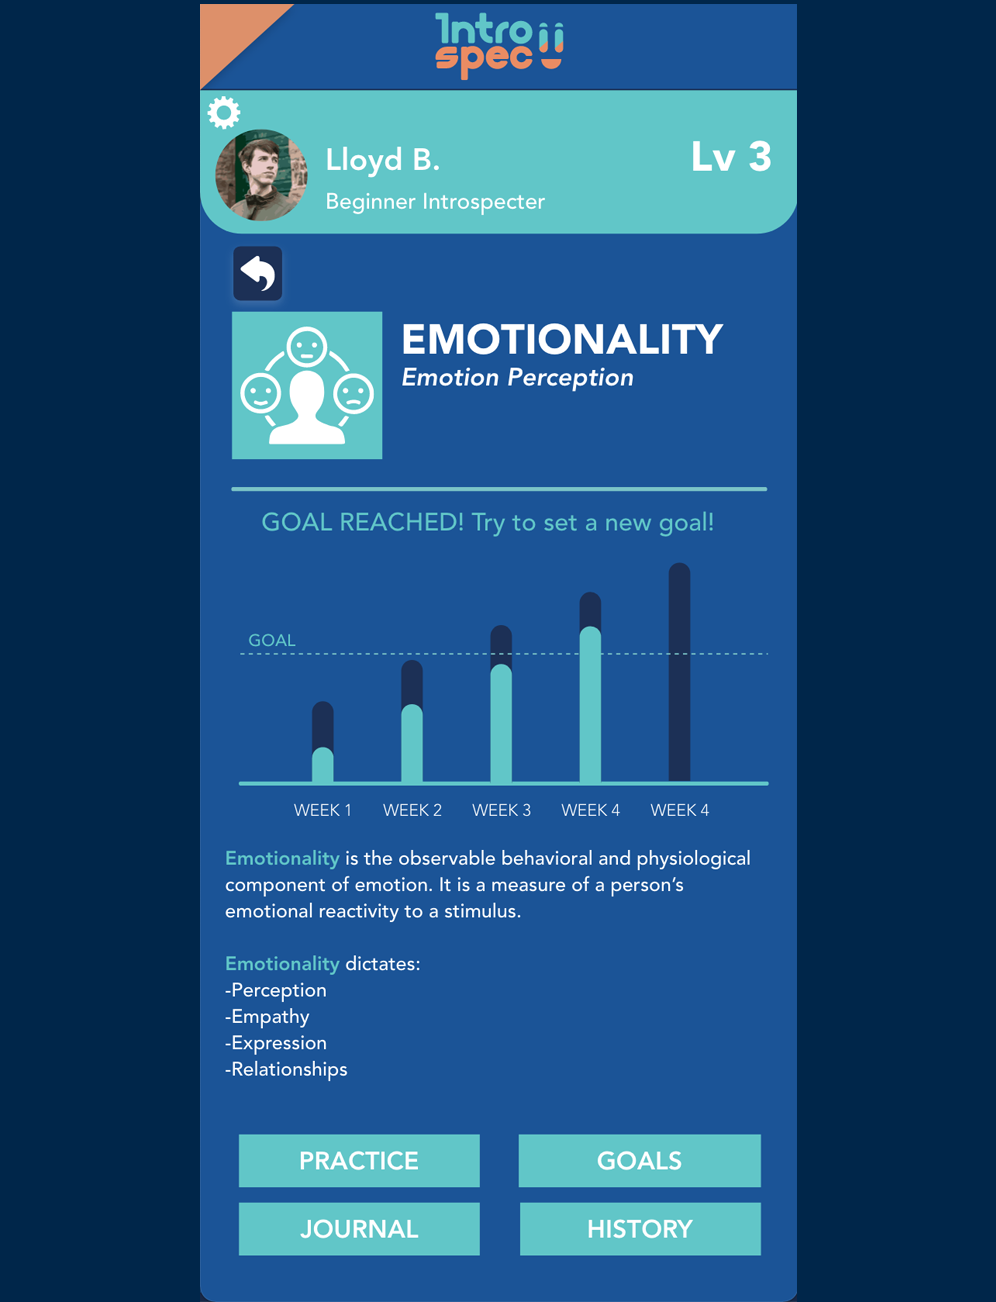 Intro
spec
Lloyd B.
Lv 3
Beginner Introspecter
EMOTIONALITY
Emotion Perception
GOAL REACHED! Try to set a new goal!
GOAL
WEEK 1 WEEK 2 WEEK 3 WEEK 4 WEEK 4
Emotionality is the observable behavioral and physiological
component of emotion. It is a measure of a person’s
emotional reactivity to a stimulus.
Emotionality dictates:
-Perception
-Empathy
-Expression
-Relationships
PRACTICE GOALS
JOURNAL HISTORY